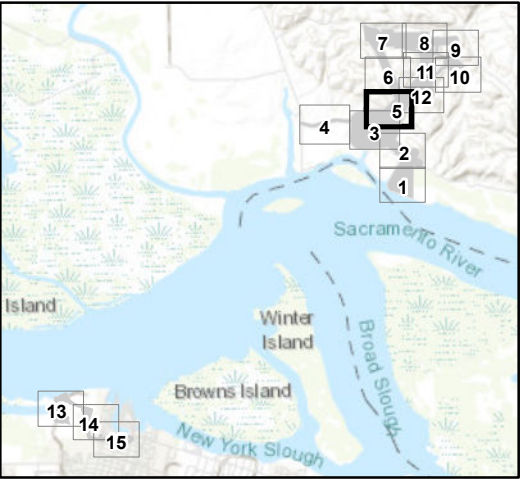 7
8
9
6
11
10
12
5
4
3
2
1
Sacramento River
Island
Winter
Island
Broad Slough
Browns Island
13
14
15
New York Slough